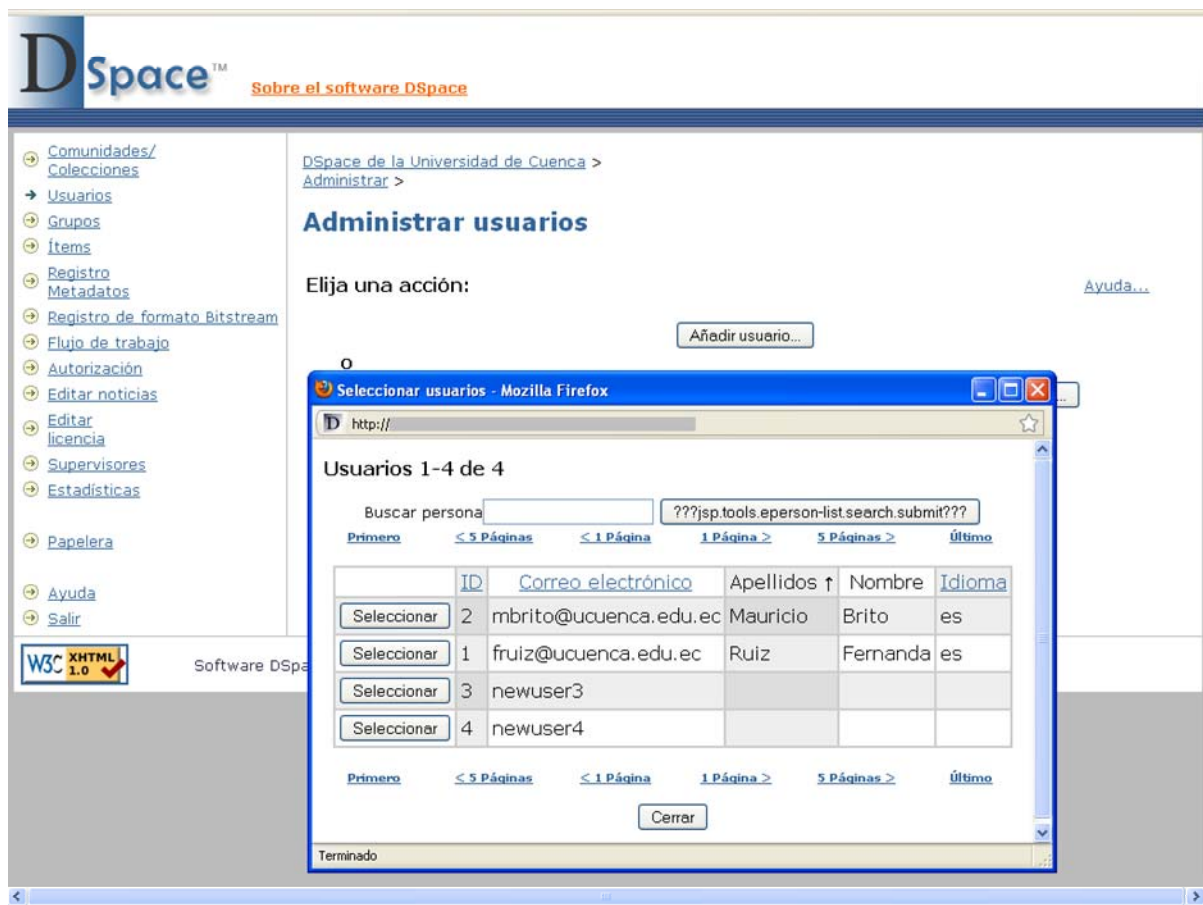 DSpace™
Sobre el software DSpace
Comunidades/
Colecciones
Usuarios
Grupos
Ítems
Registro
Metadatos
Registro de formato Bitstream
Flujo de trabajo
Autorización
Editar noticias
Editar
licencia
Supervisores
Estadísticas
Papelera
Ayuda
Salir
DSpace de la Universidad de Cuenca >
Administrar >
Administrar usuarios
Elija una acción:
Ayuda...
Añadir usuario...
O
...
Seleccionar usuarios - Mozilla Firefox
D http://
Usuarios 1-4 de 4
Buscar persona ???jsp.tools.eperson-list.search.submit???
Primero < 5 Páginas < 1 Página 1 Página > 5 Páginas > Último
ID Correo electrónico Apellidos ↑ Nombre Idioma
Seleccionar 2 mbrito@ucuenca.edu.ec Mauricio Brito es
Seleccionar 1 fruiz@ucuenca.edu.ec Ruiz Fernanda es
Seleccionar 3 newuser3
Seleccionar 4 newuser4
Primero < 5 Páginas < 1 Página 1 Página > 5 Páginas > Último
Cerrar
Terminado
W3C XHTML 1.0
Software DSpa